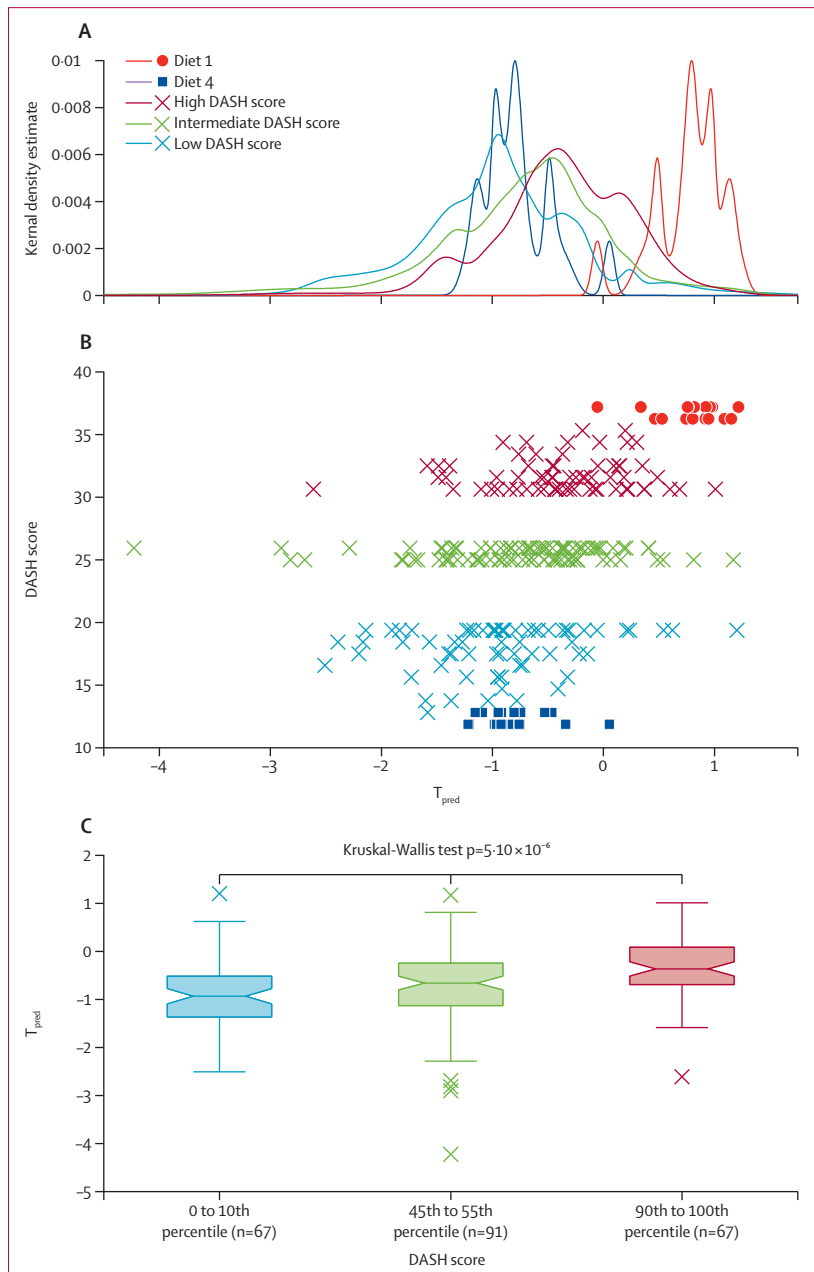 A
0·01
0·008
0·006
0·004
0·002
0
Kernal density estimate
Diet 1
Diet 4
High DASH score
Intermediate DASH score
Low DASH score
B
40
35
30
25
20
15
10
DASH score
–4
–3
–2
–1
0
1
T pred
C
Kruskal-Wallis test p=5·10 × 10⁻⁶
2
1
0
–1
–2
–3
–4
–5
T pred
0 to 10th
percentile (n=67)
45th to 55th
percentile (n=91)
90th to 100th
percentile (n=67)
DASH score